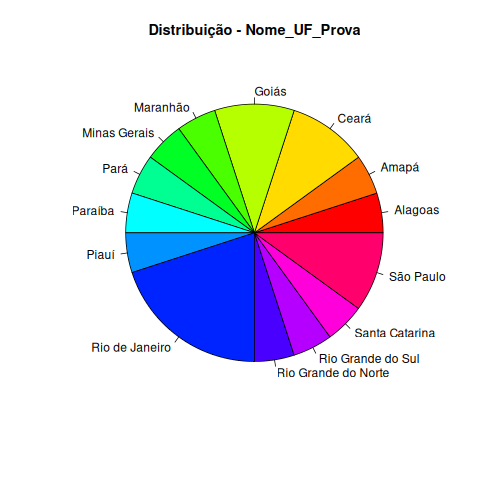 Distribuição - Nome_UF_Prova
Goiás
Ceará
Maranhão
Minas Gerais
Amapá
Pará
Alagoas
Paraíba
Piauí
São Paulo
Santa Catarina
Rio de Janeiro
Rio Grande do Sul
Rio Grande do Norte